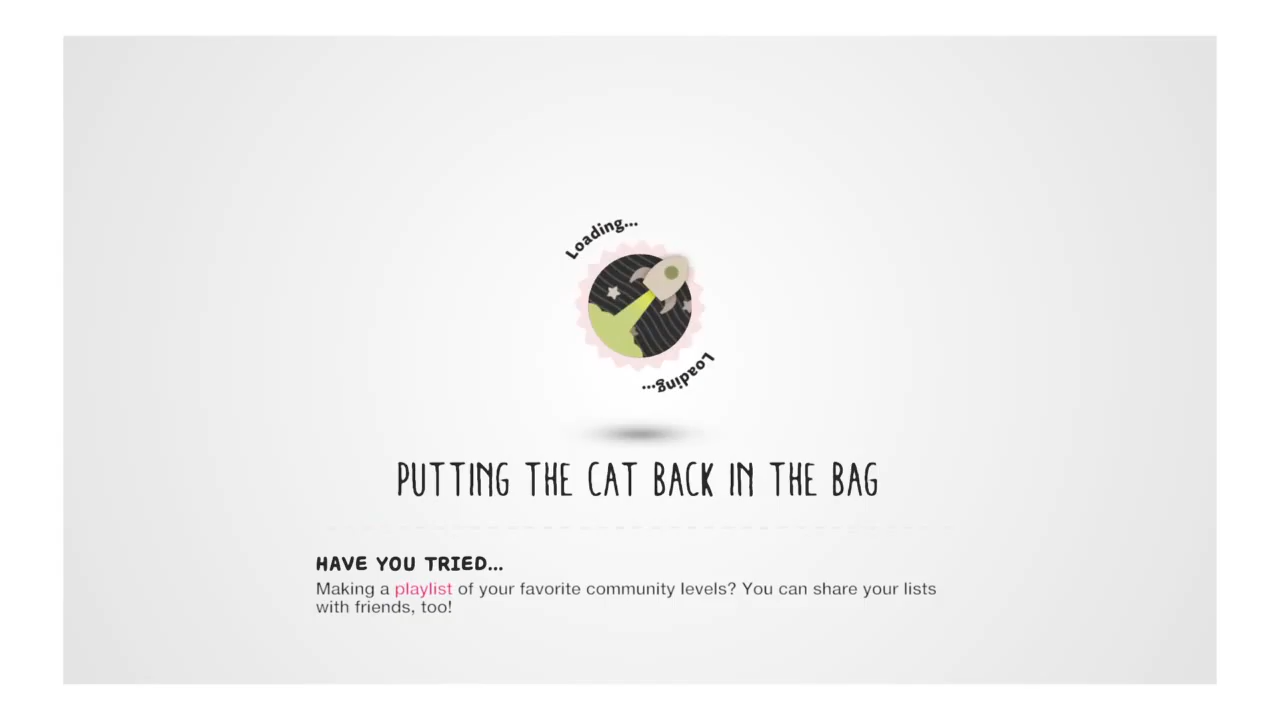 Loading...
Loading...
PUTTING THE CAT BACK IN THE BAG
HAVE YOU TRIED...
Making a playlist of your favorite community levels? You can share your lists
with friends, too!